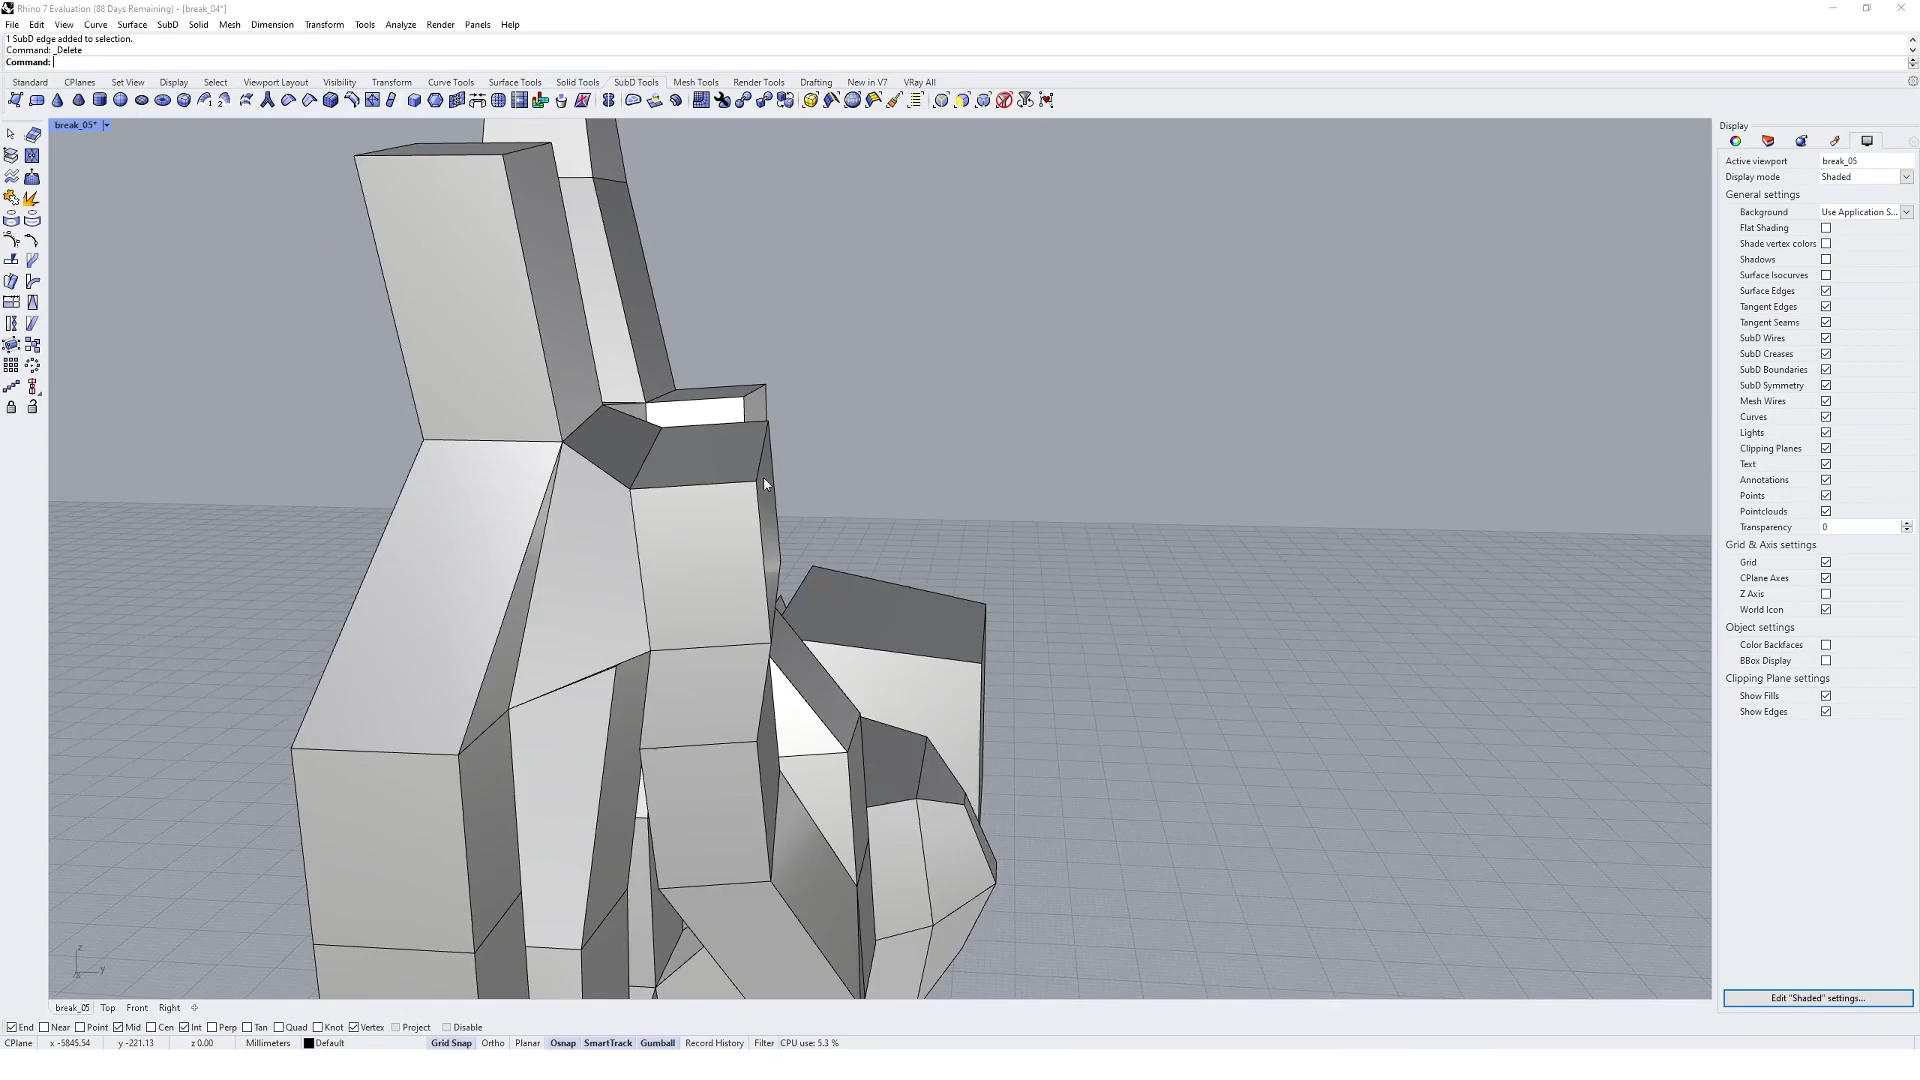 Rhino 7 Evaluation (88 Days Remaining) - [break_04*]
File Edit View Curve Surface SubD Solid Mesh Dimension Transform Tools Analyze Render Panels Help
1 SubD edge added to selection.
Command: _Delete
Command:
Standard CPlanes Set View Display Select Viewport Layout Visibility Transform Curve Tools Surface Tools Solid Tools SubD Tools Mesh Tools Render Tools Drafting New in V7 VRay All
break_05*
Display
Active viewport break_05
Display mode Shaded
General settings
Background Use Application S...
Flat Shading
Shade vertex colors
Shadows
Surface Isocurves
Surface Edges
Tangent Edges
Tangent Seams
SubD Wires
SubD Creases
SubD Boundaries
SubD Symmetry
Mesh Wires
Curves
Lights
Clipping Planes
Text
Annotations
Points
Pointclouds
Transparency 0
Grid & Axis settings
Grid
CPlane Axes
Z Axis
World Icon
Object settings
Color Backfaces
BBox Display
Clipping Plane settings
Show Fills
Show Edges
z
y
x
Edit "Shaded" settings...
break_05 Top Front Right
End Near Point Mid Cen Int Perp Tan Quad Knot Vertex Project Disable
CPlane x -5845.54 y -221.13 z 0.00 Millimeters Default Grid Snap Ortho Planar Osnap SmartTrack Gumball Record History Filter CPU use: 5.3 %